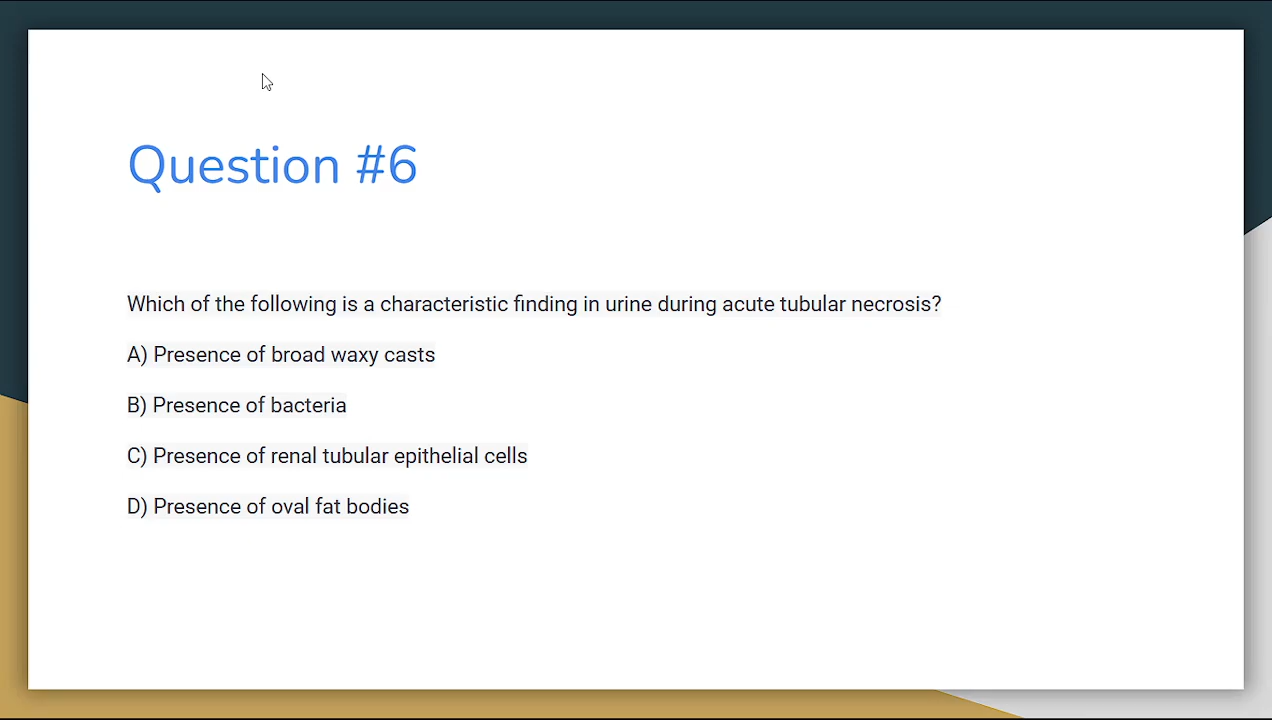 Question #6
Which of the following is a characteristic finding in urine during acute tubular necrosis?
A) Presence of broad waxy casts
B) Presence of bacteria
C) Presence of renal tubular epithelial cells
D) Presence of oval fat bodies